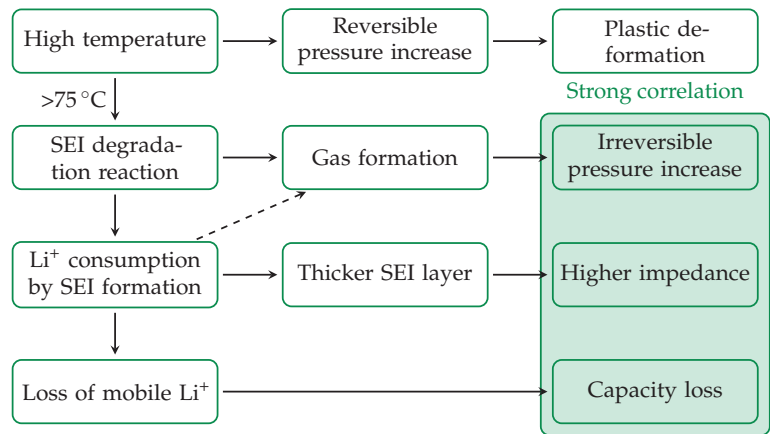 High temperature
Reversible
pressure increase
Plastic de-
formation
>75 °C
Strong correlation
SEI degrada-
tion reaction
Gas formation
Irreversible
pressure increase
Li⁺ consumption
by SEI formation
Thicker SEI layer
Higher impedance
Loss of mobile Li⁺
Capacity loss